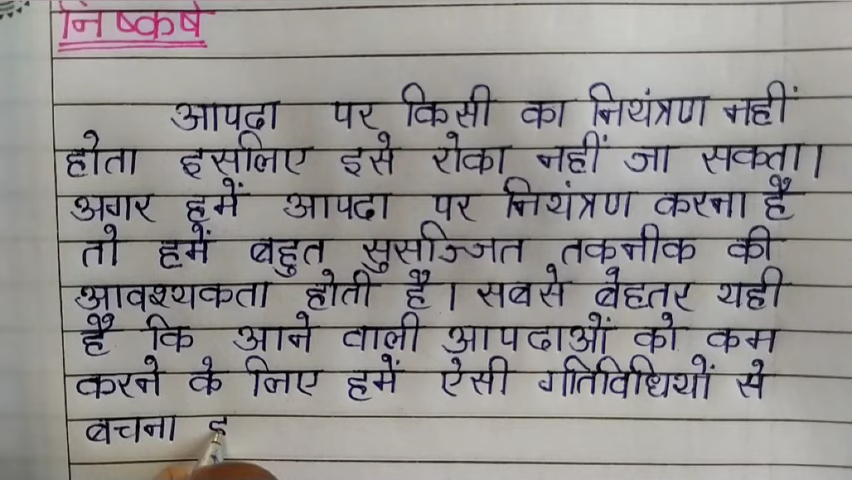 निष्कर्ष
आपदा पर किसी का नियंत्रण नहीं
होता इसलिए इसे रोका नहीं जा सकता।
अगर हमें आपदा पर नियंत्रण करना है
तो हमें बहुत सुसज्जित तकनीक की
आवश्यकता होती है। सबसे बेहतर यही
है कि आने वाली आपदाओं को कम
करने के लिए हमें ऐसी गतिविधियों से
बचना